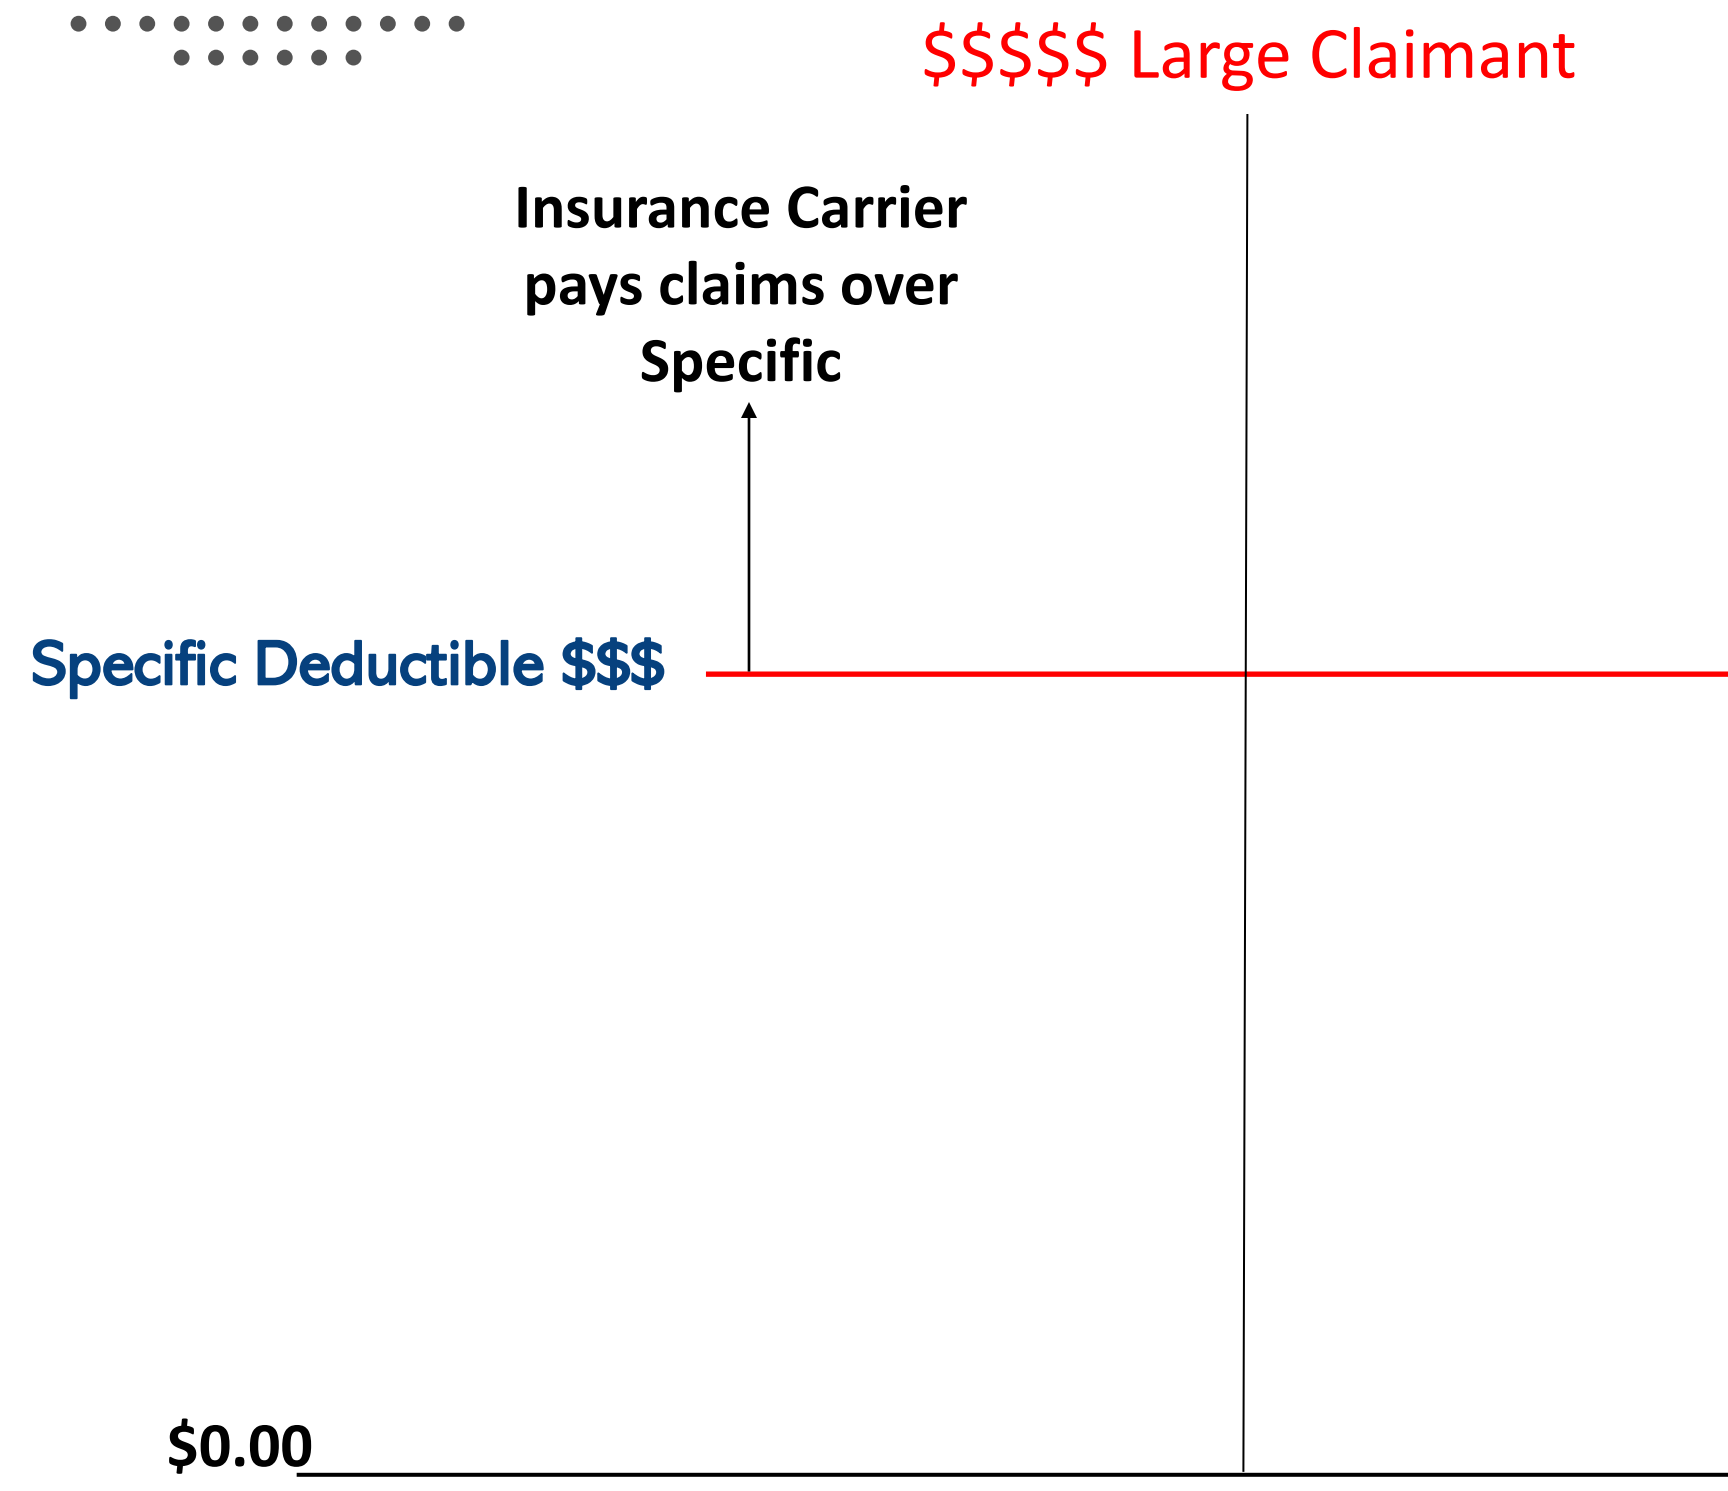 $$$$$ Large Claimant
Insurance Carrier
pays claims over
Specific
Specific Deductible $$$
$0.00